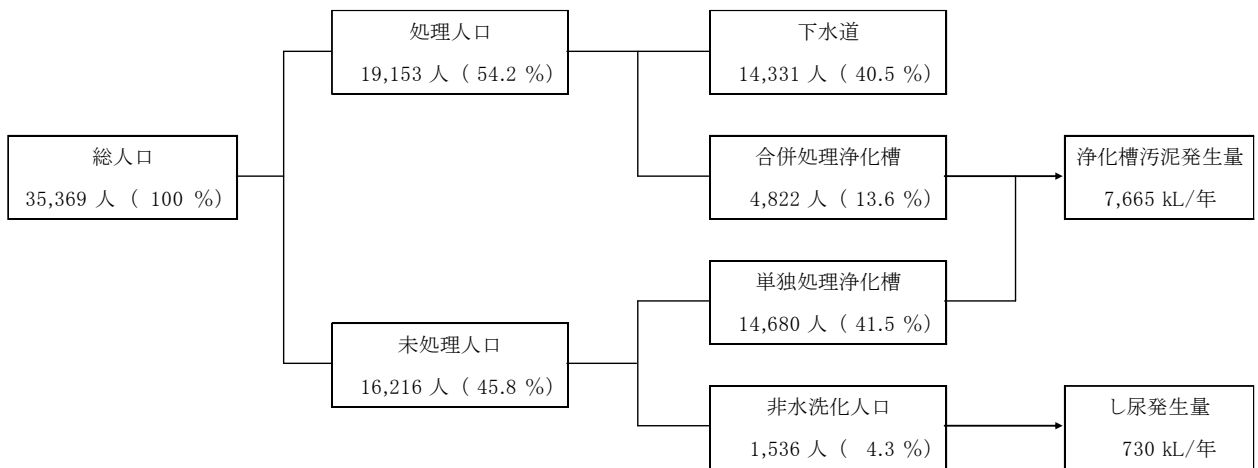 総人口
35,369 人 ( 100 %)
処理人口
19,153 人 ( 54.2 %)
未処理人口
16,216 人 ( 45.8 %)
下水道
14,331 人 ( 40.5 %)
合併処理浄化槽
4,822 人 ( 13.6 %)
単独処理浄化槽
14,680 人 ( 41.5 %)
非水洗化人口
1,536 人 ( 4.3 %)
浄化槽汚泥発生量
7,665 kL/年
し尿発生量
730 kL/年